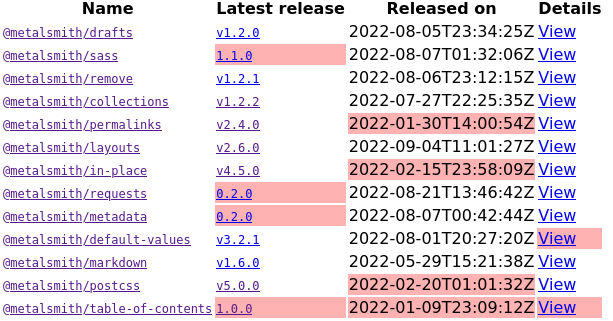 Name Latest release Released on Details
@metalsmith/drafts v1.2.0 2022-08-05T23:34:25Z View
@metalsmith/sass 1.1.0 2022-08-07T01:32:06Z View
@metalsmith/remove v1.2.1 2022-08-06T23:12:15Z View
@metalsmith/collections v1.2.2 2022-07-27T22:25:35Z View
@metalsmith/permalinks v2.4.0 2022-01-30T14:00:54Z View
@metalsmith/layouts v2.6.0 2022-09-04T11:01:27Z View
@metalsmith/in-place v4.5.0 2022-02-15T23:58:09Z View
@metalsmith/requests 0.2.0 2022-08-21T13:46:42Z View
@metalsmith/metadata 0.2.0 2022-08-07T00:42:44Z View
@metalsmith/default-values v3.2.1 2022-08-01T20:27:20Z View
@metalsmith/markdown v1.6.0 2022-05-29T15:21:38Z View
@metalsmith/postcss v5.0.0 2022-02-20T01:01:32Z View
@metalsmith/table-of-contents 1.0.0 2022-01-09T23:09:12Z View